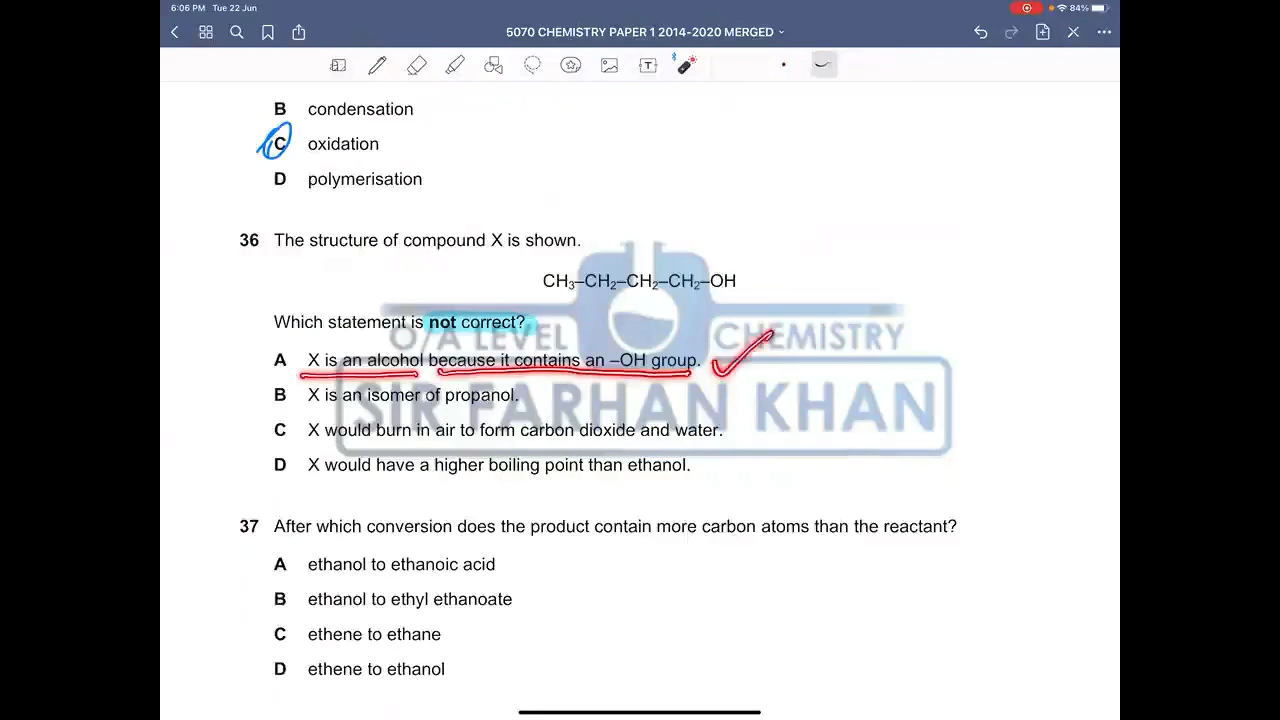 6:06 PM Tue 22 Jun
84%
5070 CHEMISTRY PAPER 1 2014-2020 MERGED
B condensation
C oxidation
D polymerisation
36 The structure of compound X is shown.
CH₃–CH₂–CH₂–CH₂–OH
Which statement is not correct?
O/A LEVEL CHEMISTRY
A X is an alcohol because it contains an –OH group.
B X is an isomer of propanol.
SIR FARHAN KHAN
C X would burn in air to form carbon dioxide and water.
D X would have a higher boiling point than ethanol.
37 After which conversion does the product contain more carbon atoms than the reactant?
A ethanol to ethanoic acid
B ethanol to ethyl ethanoate
C ethene to ethane
D ethene to ethanol